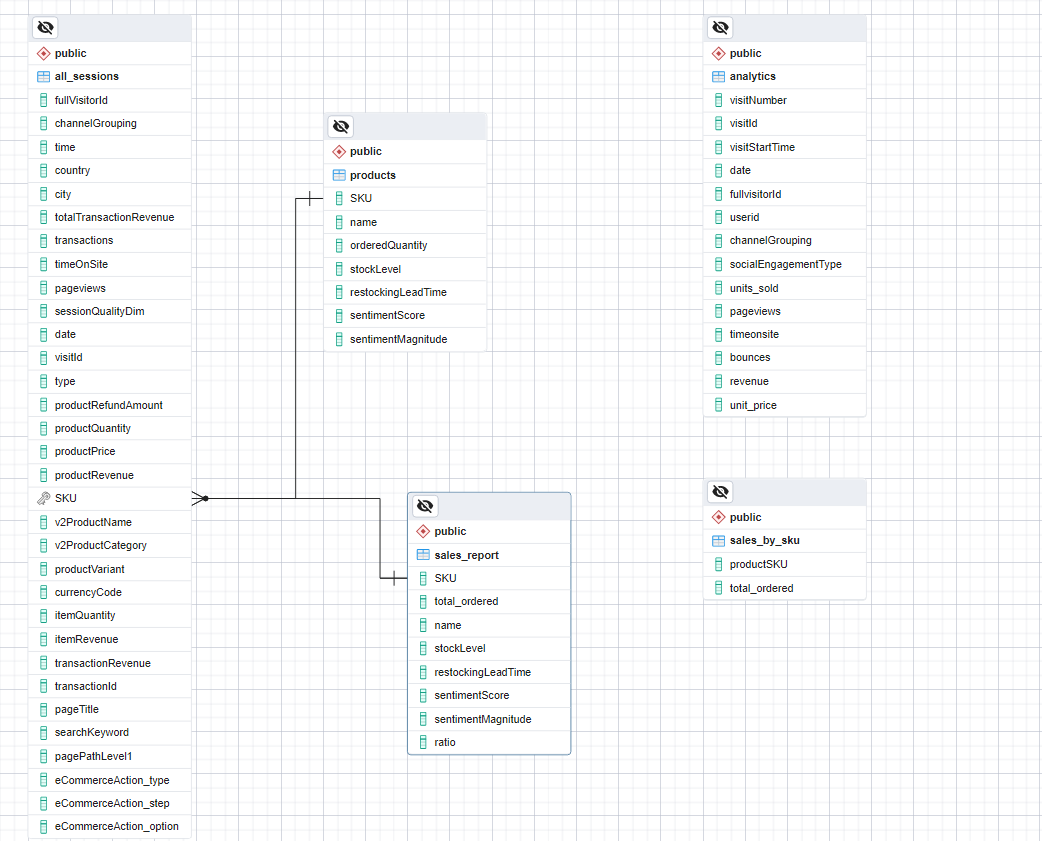 public
all_sessions
fullVisitorId
channelGrouping
time
country
city
totalTransactionRevenue
transactions
timeOnSite
pageviews
sessionQualityDim
date
visitId
type
productRefundAmount
productQuantity
productPrice
productRevenue
SKU
v2ProductName
v2ProductCategory
productVariant
currencyCode
itemQuantity
itemRevenue
transactionRevenue
transactionId
pageTitle
searchKeyword
pagePathLevel1
eCommerceAction_type
eCommerceAction_step
eCommerceAction_option
public
products
SKU
name
orderedQuantity
stockLevel
restockingLeadTime
sentimentScore
sentimentMagnitude
public
sales_report
SKU
total_ordered
name
stockLevel
restockingLeadTime
sentimentScore
sentimentMagnitude
ratio
public
analytics
visitNumber
visitId
visitStartTime
date
fullvisitorId
userid
channelGrouping
socialEngagementType
units_sold
pageviews
timeonsite
bounces
revenue
unit_price
public
sales_by_sku
productSKU
total_ordered